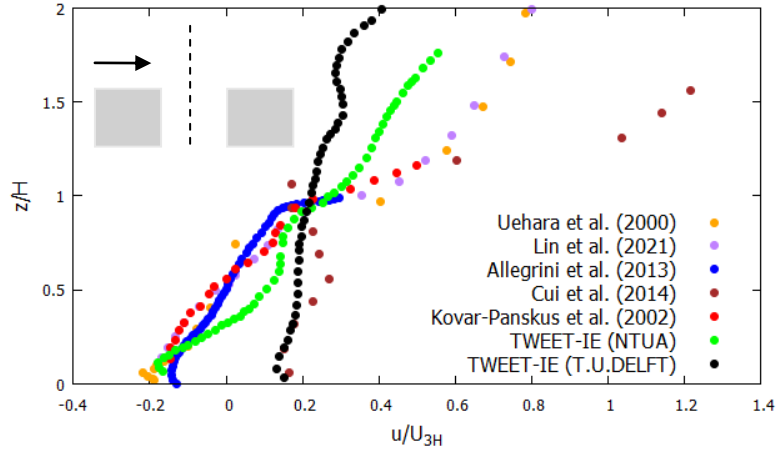 2
1.5
1
0.5
0
z/H
Uehara et al. (2000)
Lin et al. (2021)
Allegrini et al. (2013)
Cui et al. (2014)
Kovar-Panskus et al. (2002)
TWEET-IE (NTUA)
TWEET-IE (T.U.DELFT)
-0.4 -0.2 0 0.2 0.4 0.6 0.8 1 1.2 1.4
u/U3H